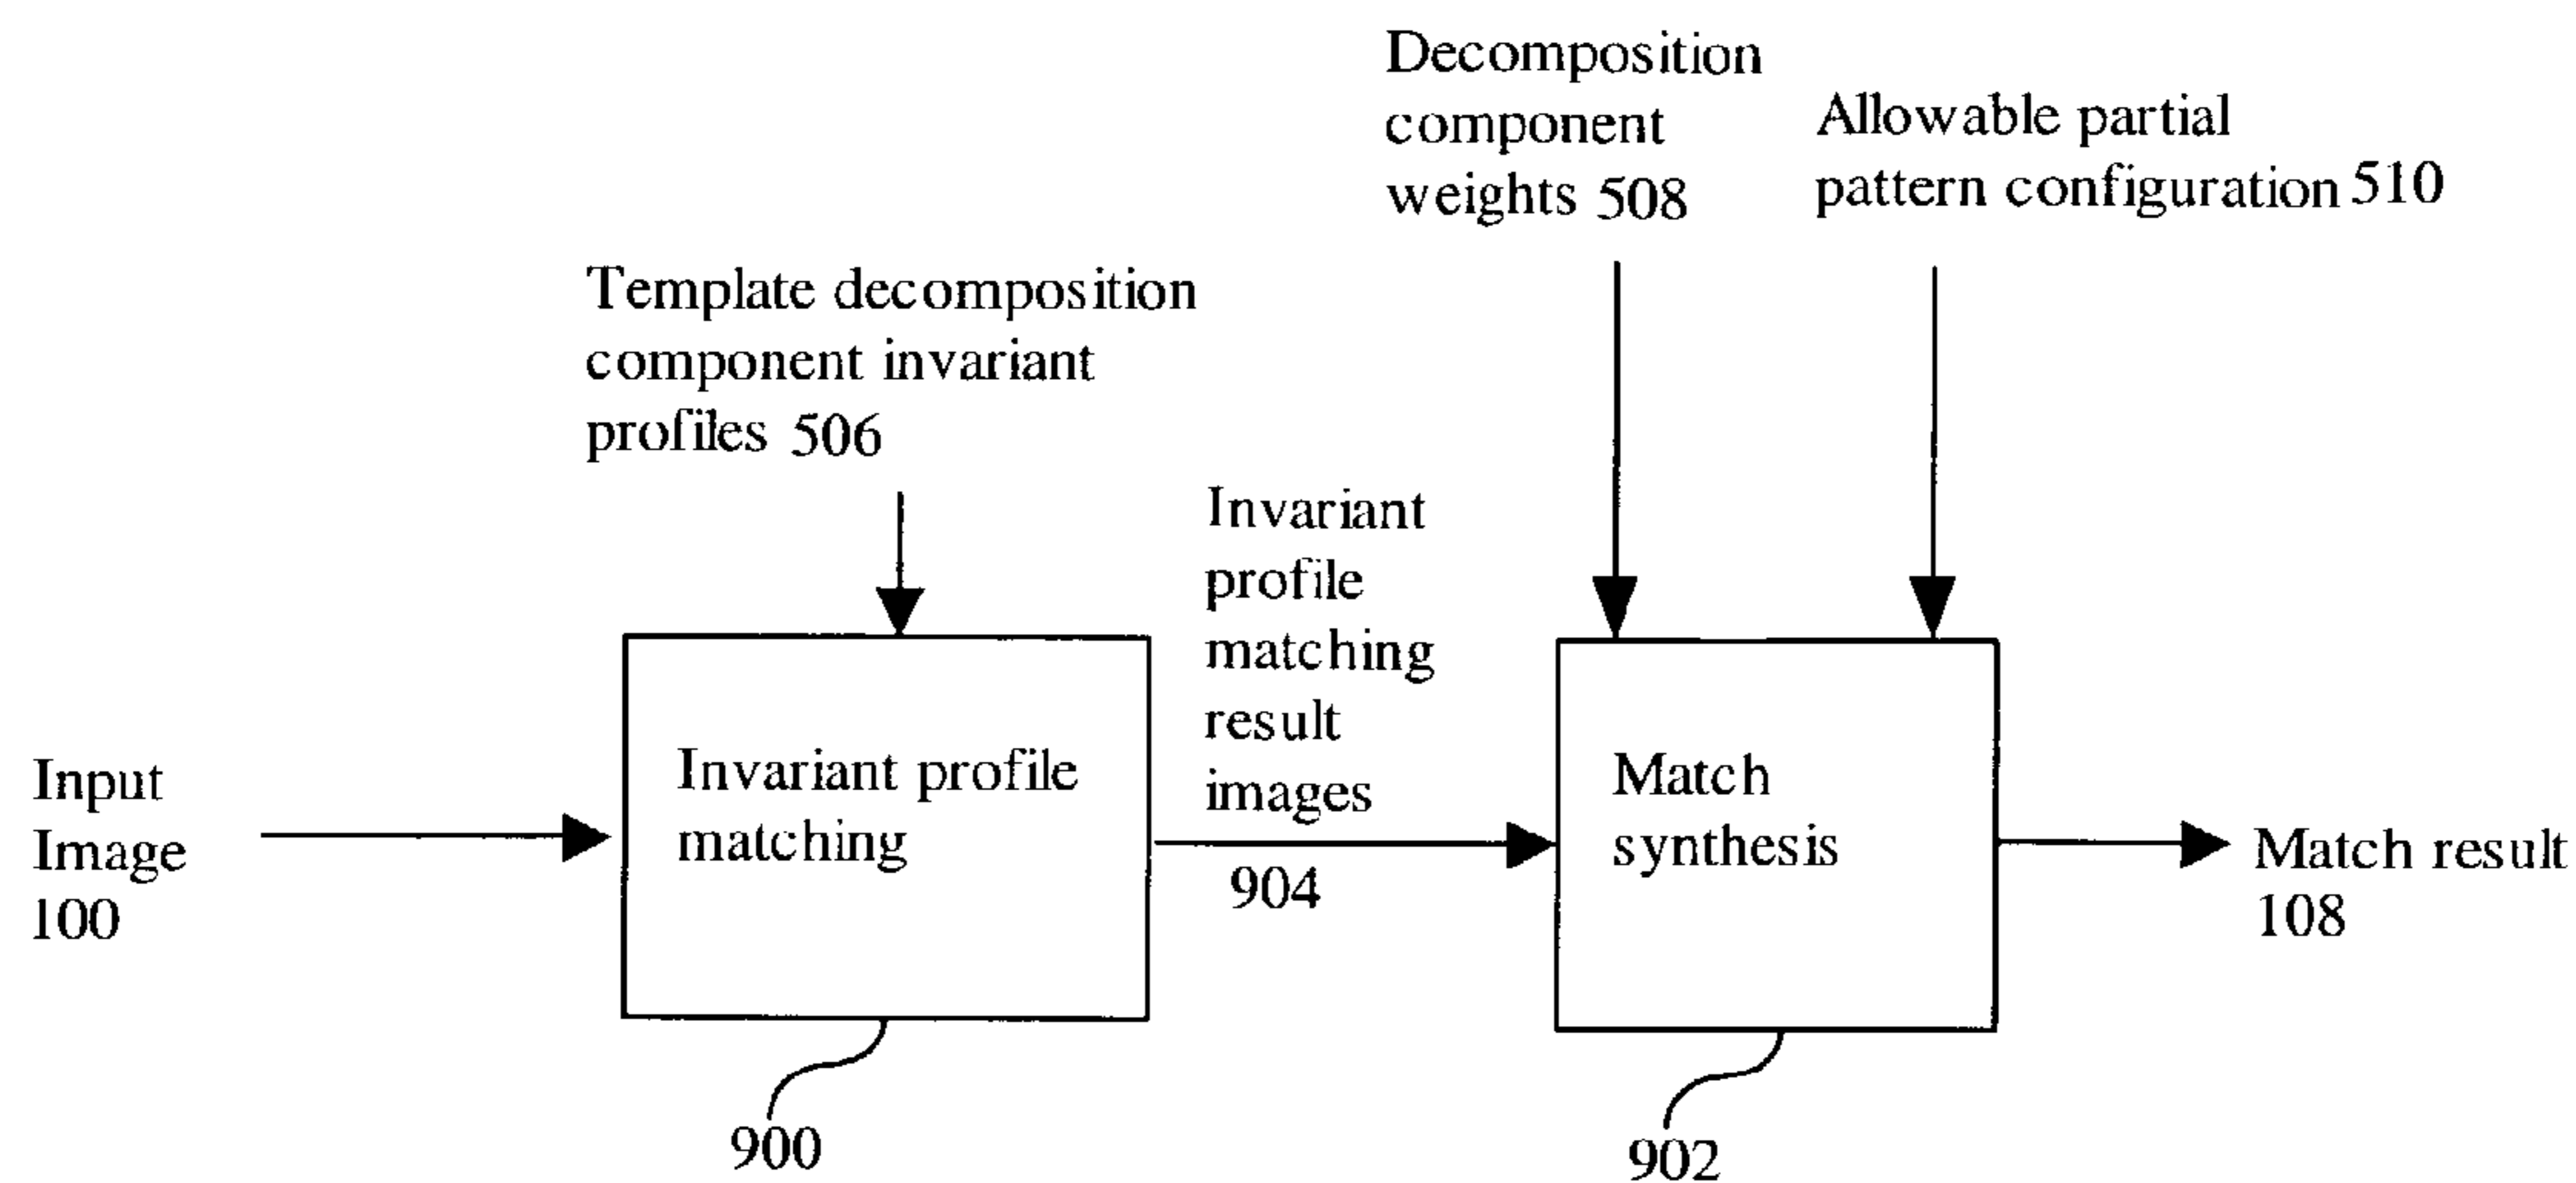 Decomposition
component
weights 508
Allowable partial
pattern configuration 510
Template decomposition
component invariant
profiles 506
Invariant
profile
matching
result
images
904
Input
Image
100
Invariant profile
matching
Match
synthesis
Match result
108
900
902